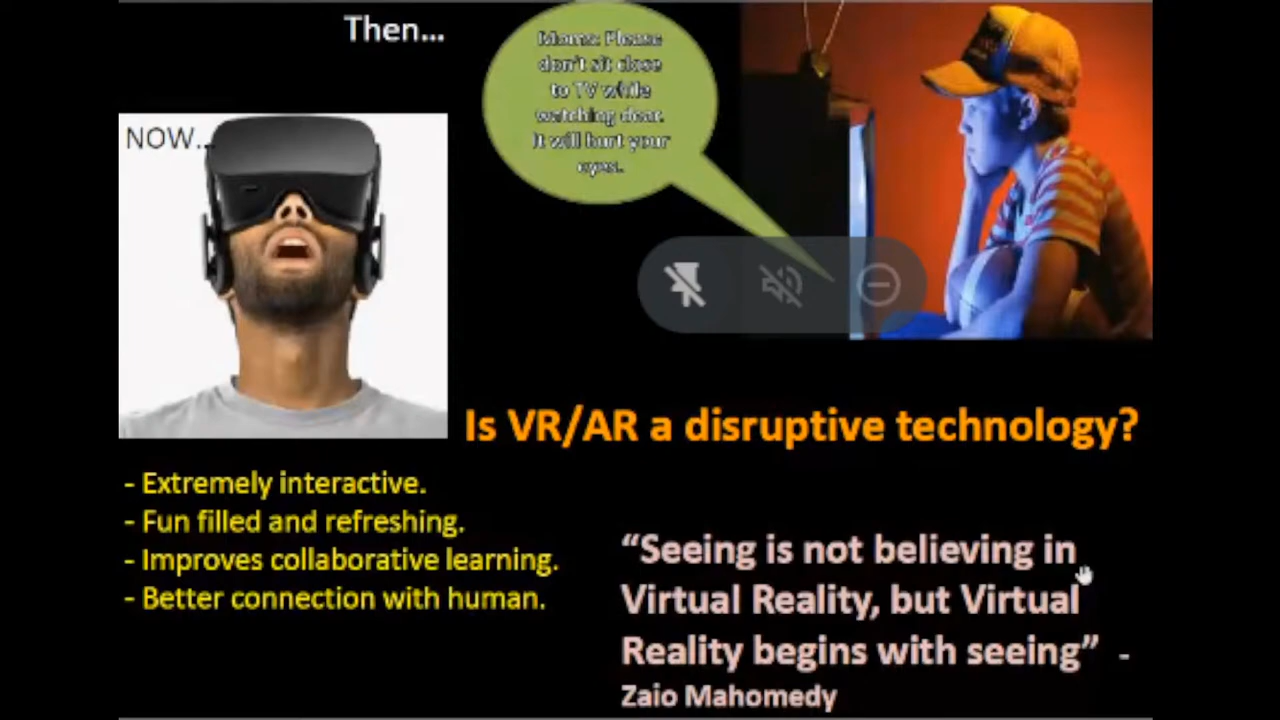 Then...
Moms: Please
don't sit close
to TV while
watching dear.
It will hurt your
eyes.
NOW...
Is VR/AR a disruptive technology?
- Extremely interactive.
- Fun filled and refreshing.
- Improves collaborative learning.
- Better connection with human.
“Seeing is not believing in
Virtual Reality, but Virtual
Reality begins with seeing” -
Zaio Mahomedy